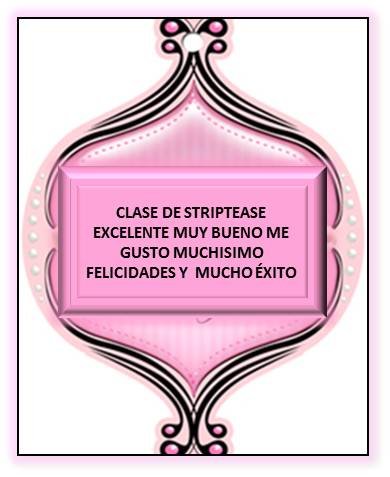 CLASE DE STRIPTEASE
EXCELENTE MUY BUENO ME
GUSTO MUCHISIMO
FELICIDADES Y MUCHO ÉXITO